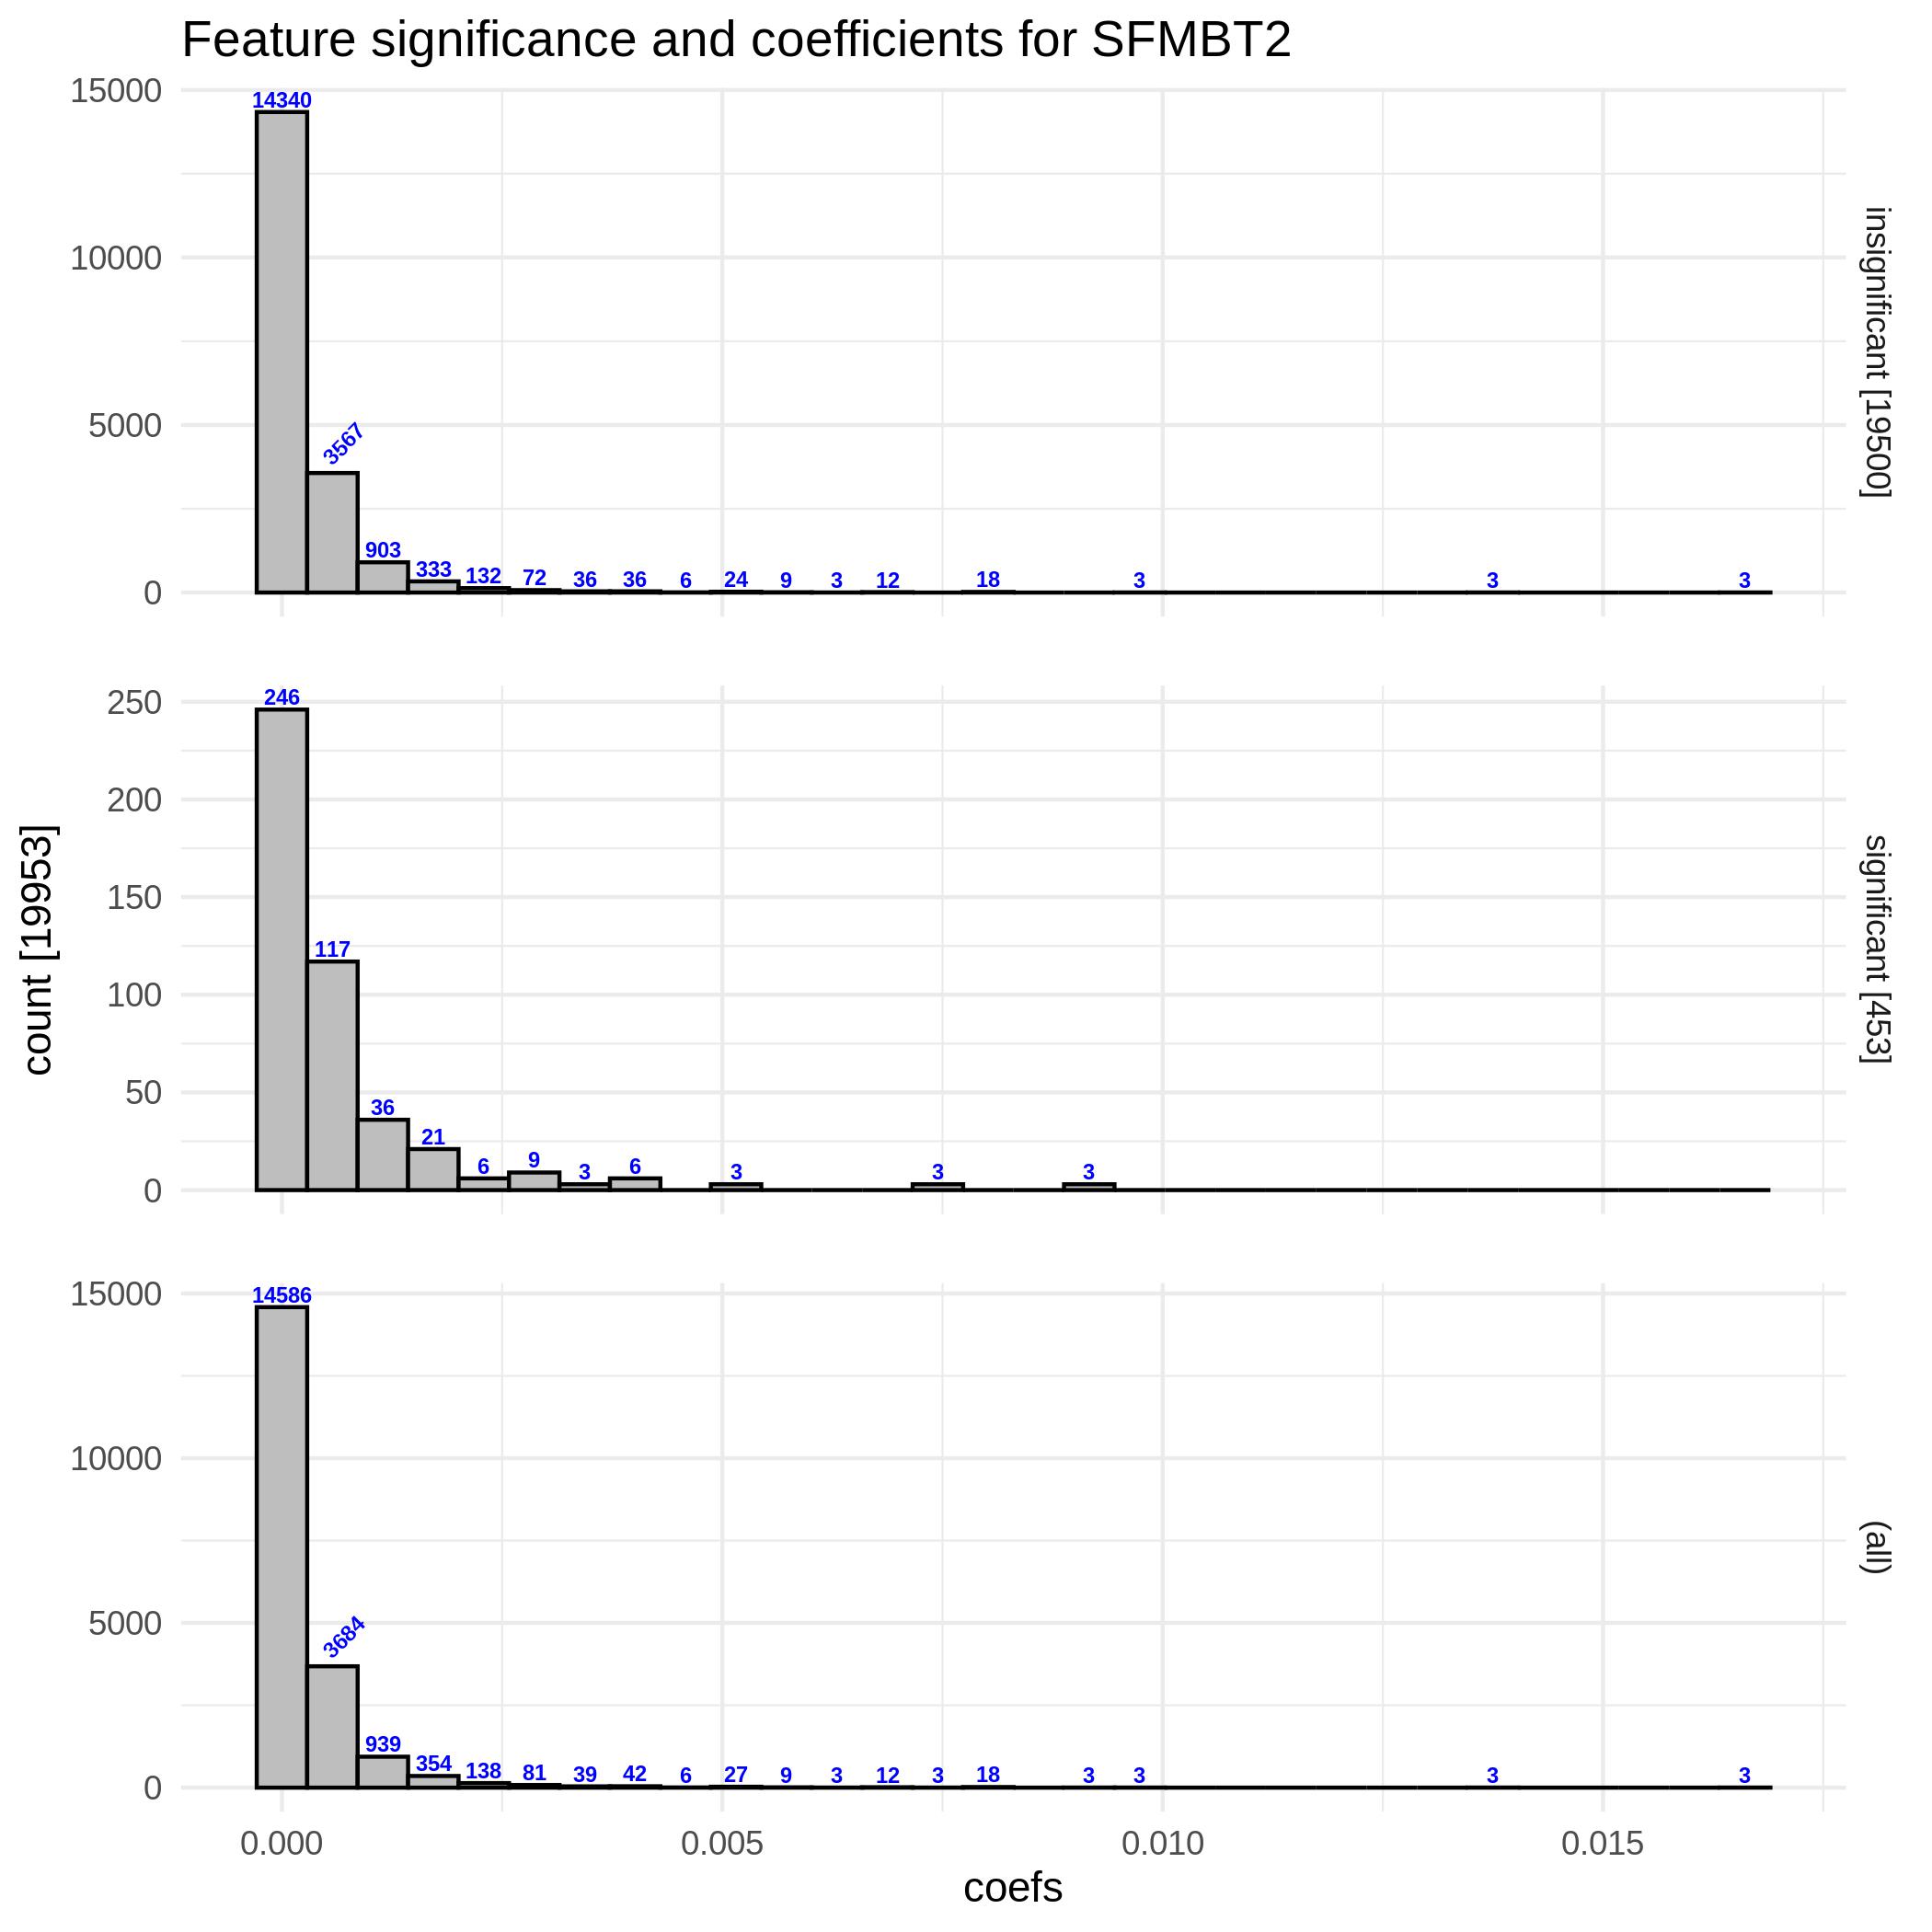 Feature significance and coefficients for SFMBT2
15000
10000
5000
0
14340
3567
903 333 132 72 36 36 6 24 9 3 12 18 3 3 3
insignificant [19500]
count [19953]
250
200
150
100
50
0
246
117
36
21
6 9 3 6 3 3 3
significant [453]
15000
10000
5000
0
14586
3684
939 354 138 81 39 42 6 27 9 3 12 3 18 3 3 3 3
(all)
0.000 0.005 0.010 0.015
coefs